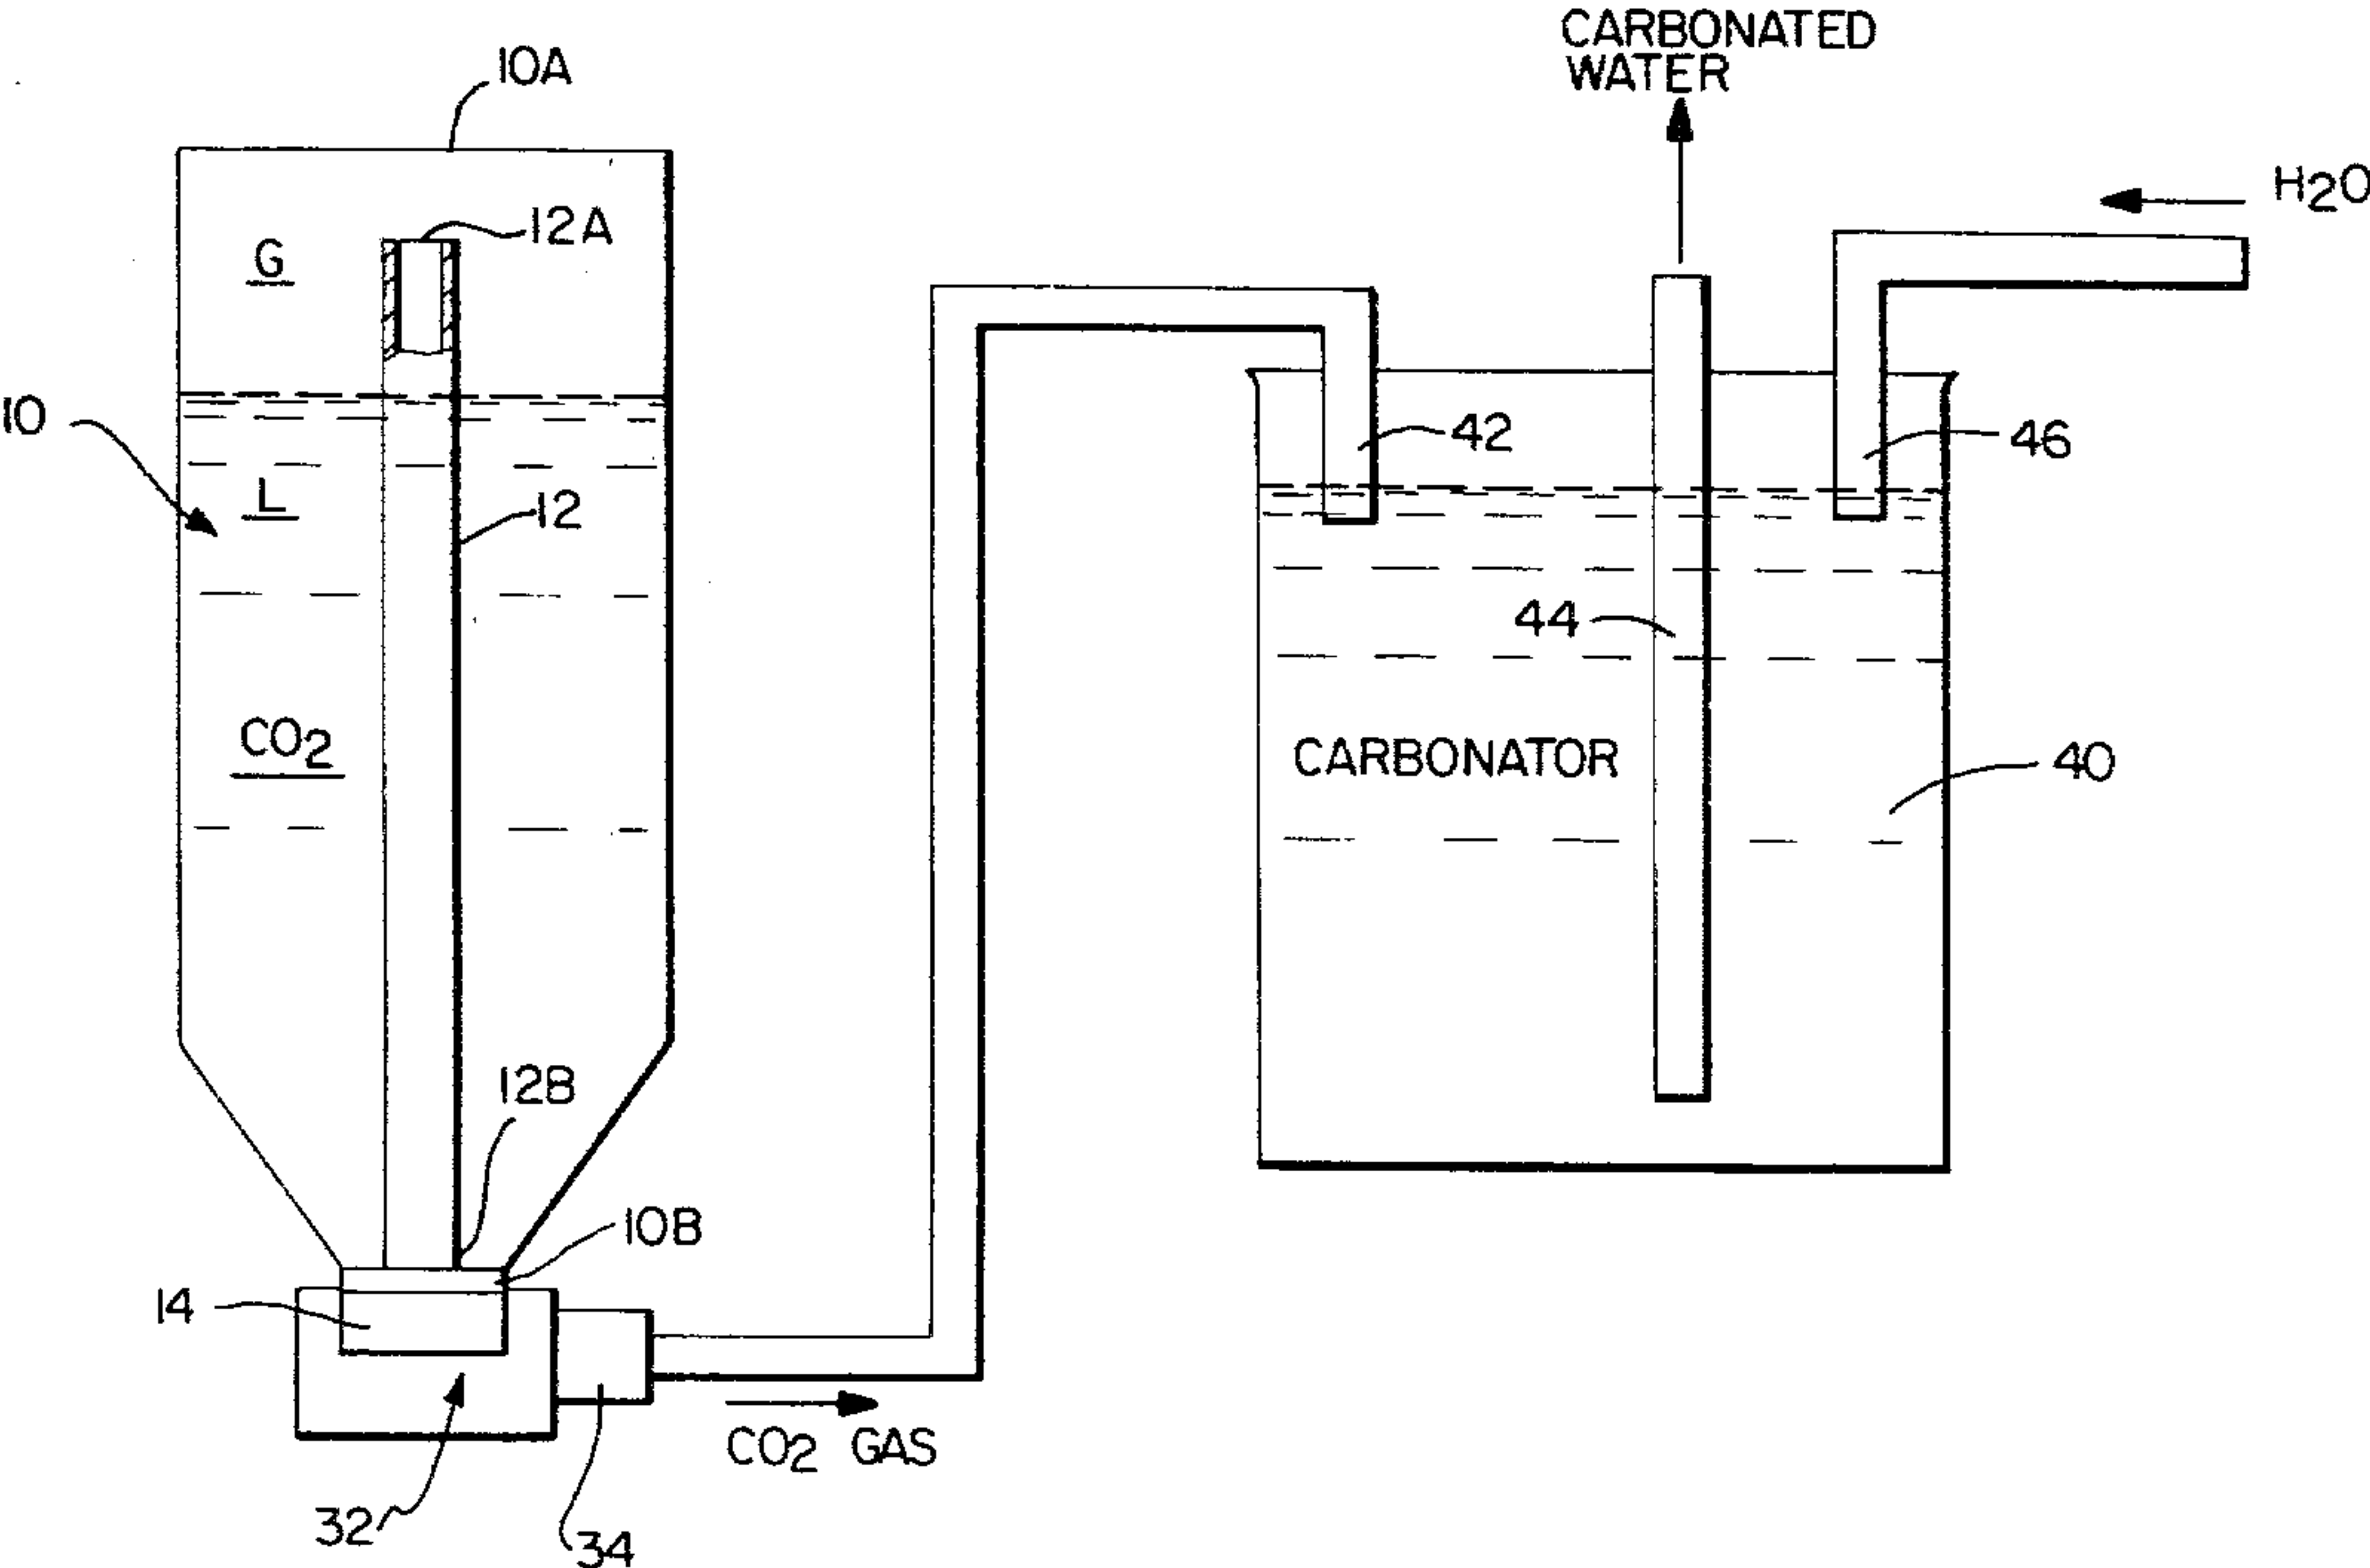 CARBONATED
WATER
10A
H2O
12A
G
10
42
46
L
12
44
CO2
CARBONATOR
40
12B
10B
14
CO2 GAS
32
34